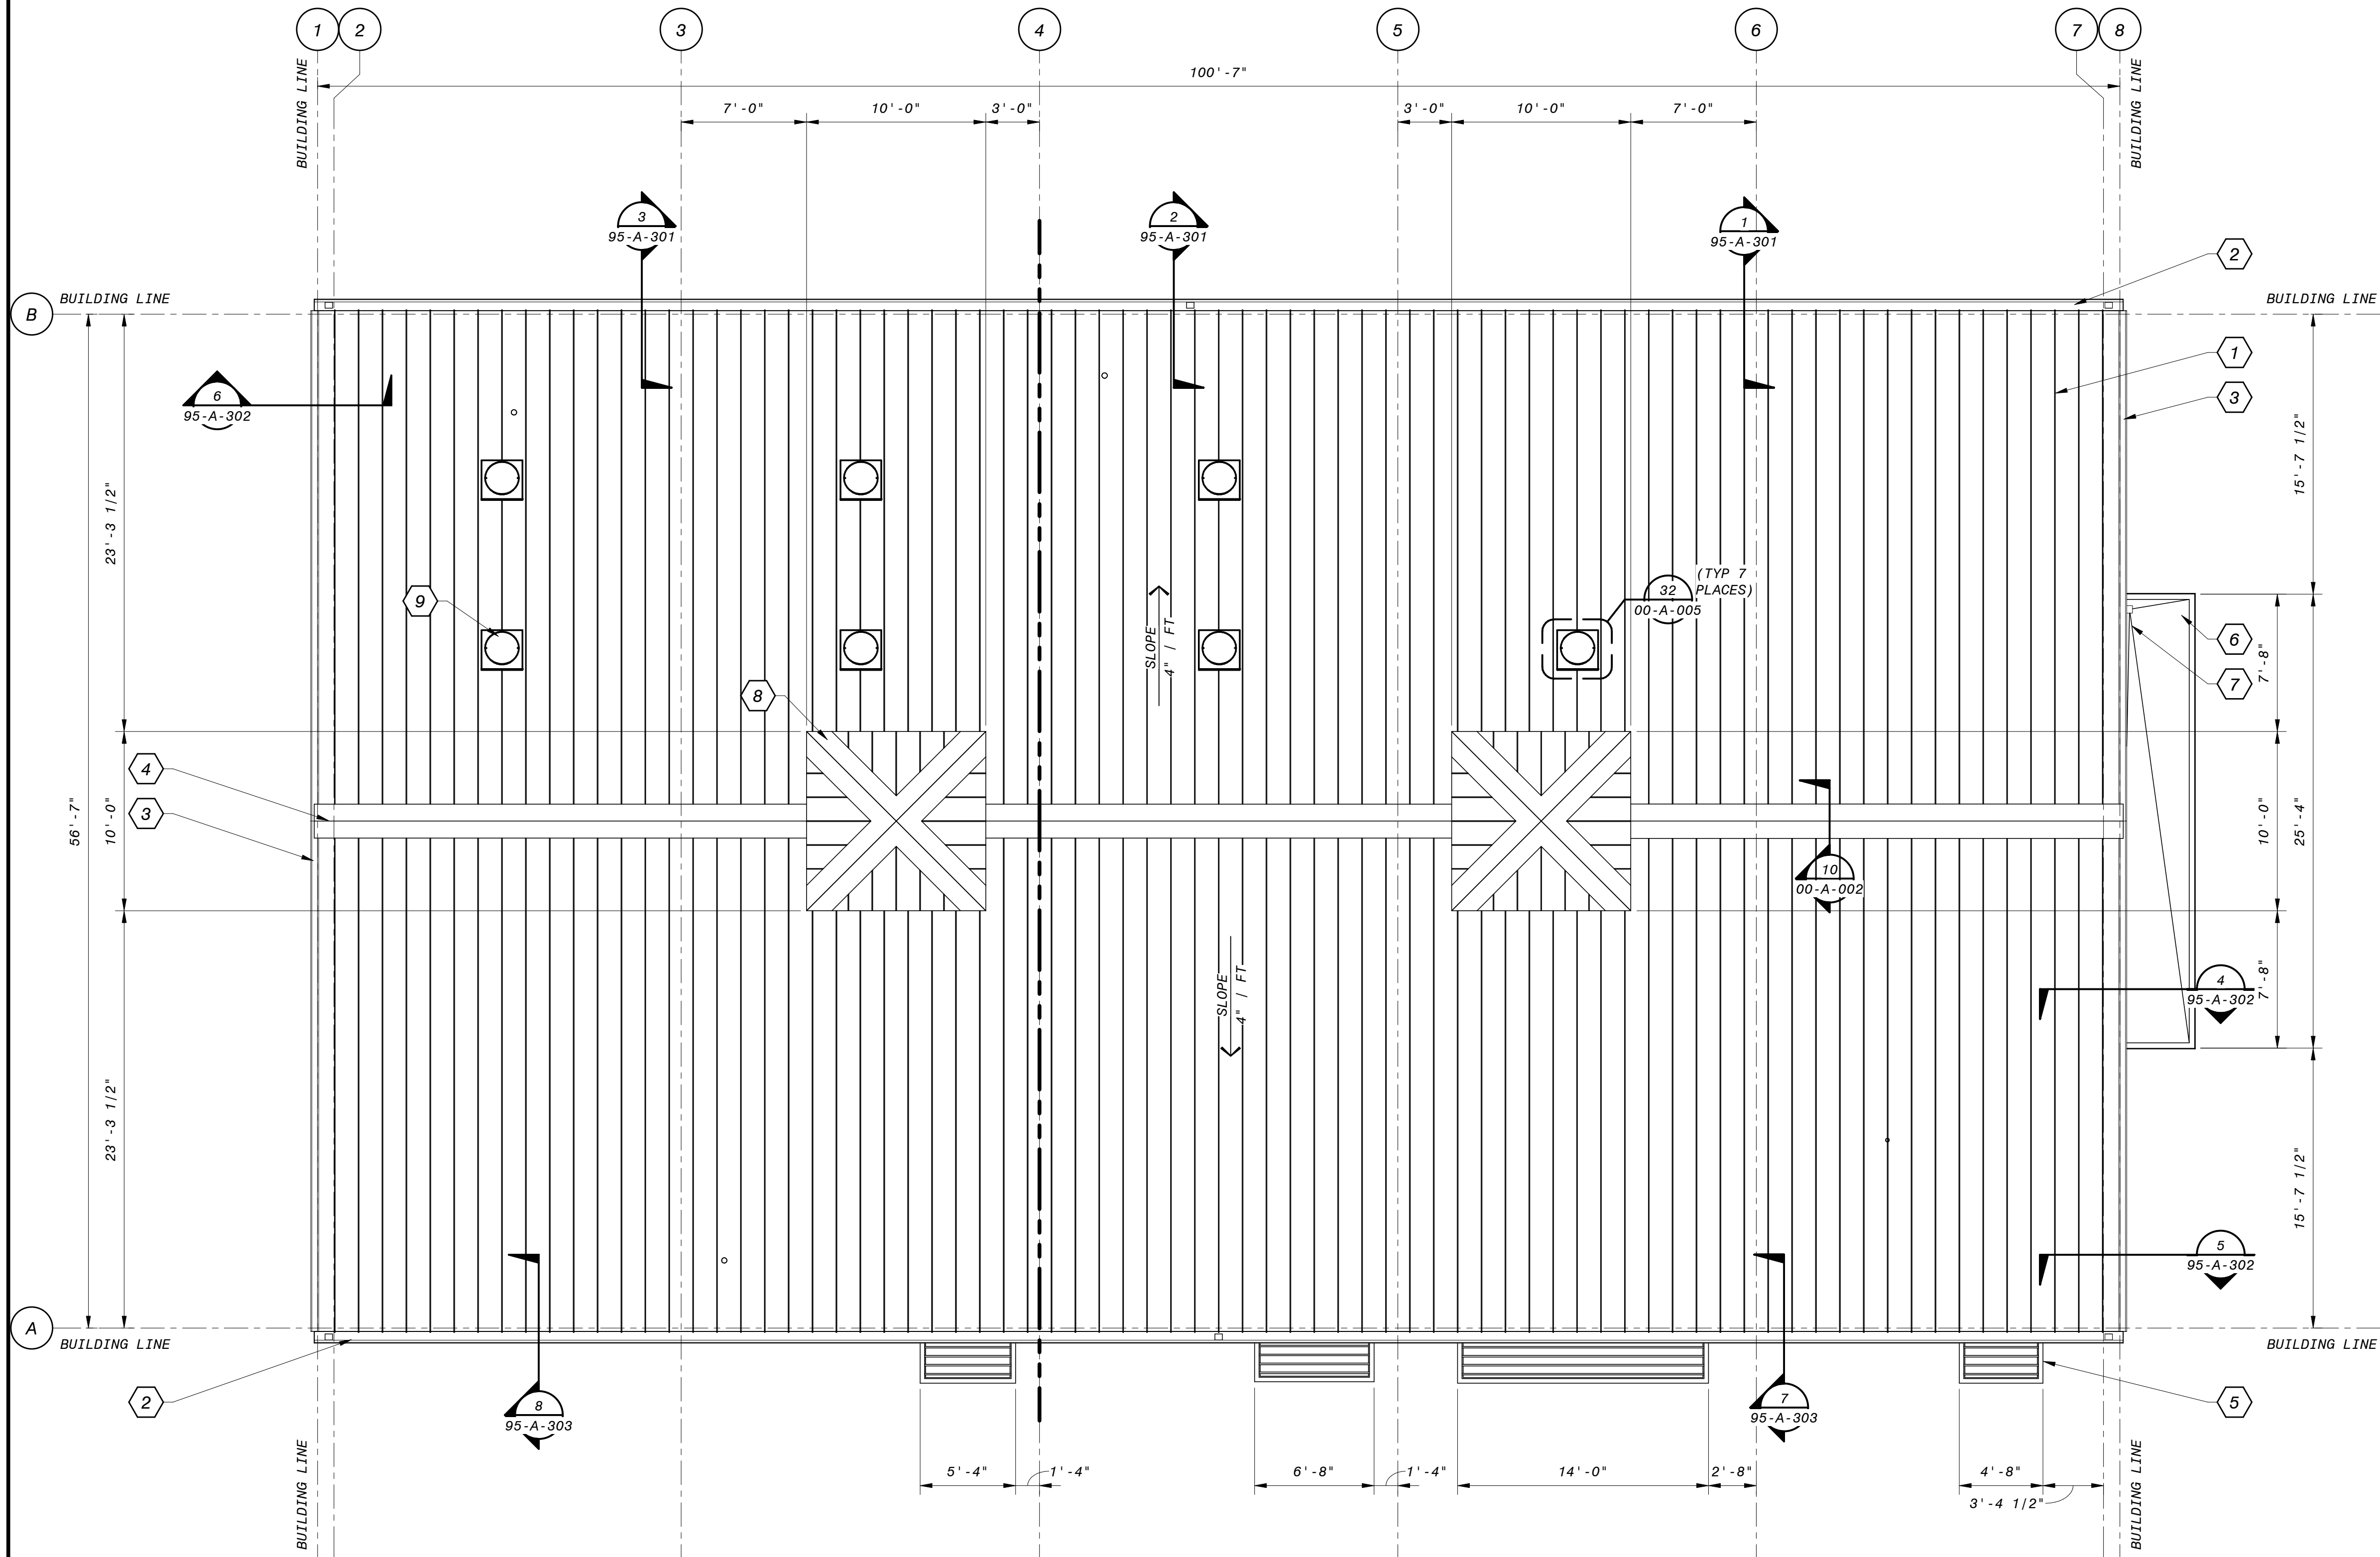 1
2
3
4
5
6
7
8
BUILDING LINE
BUILDING LINE
100'-7"
7'-0"
10'-0"
3'-0"
3'-0"
10'-0"
7'-0"
3
95-A-301
2
95-A-301
1
95-A-301
2
B
BUILDING LINE
BUILDING LINE
1
3
6
95-A-302
15'-7 1/2"
23'-3 1/2"
9
32
00-A-005
(TYP 7
PLACES)
SLOPE
4" / FT
6
7
7'-8"
8
4
3
56'-7"
10'-0"
10'-0"
25'-4"
10
00-A-002
SLOPE
4" / FT
4
95-A-302
7'-8"
23'-3 1/2"
15'-7 1/2"
5
95-A-302
A
BUILDING LINE
BUILDING LINE
2
8
95-A-303
7
95-A-303
5
BUILDING LINE
BUILDING LINE
5'-4"
1'-4"
6'-8"
1'-4"
14'-0"
2'-8"
4'-8"
3'-4 1/2"